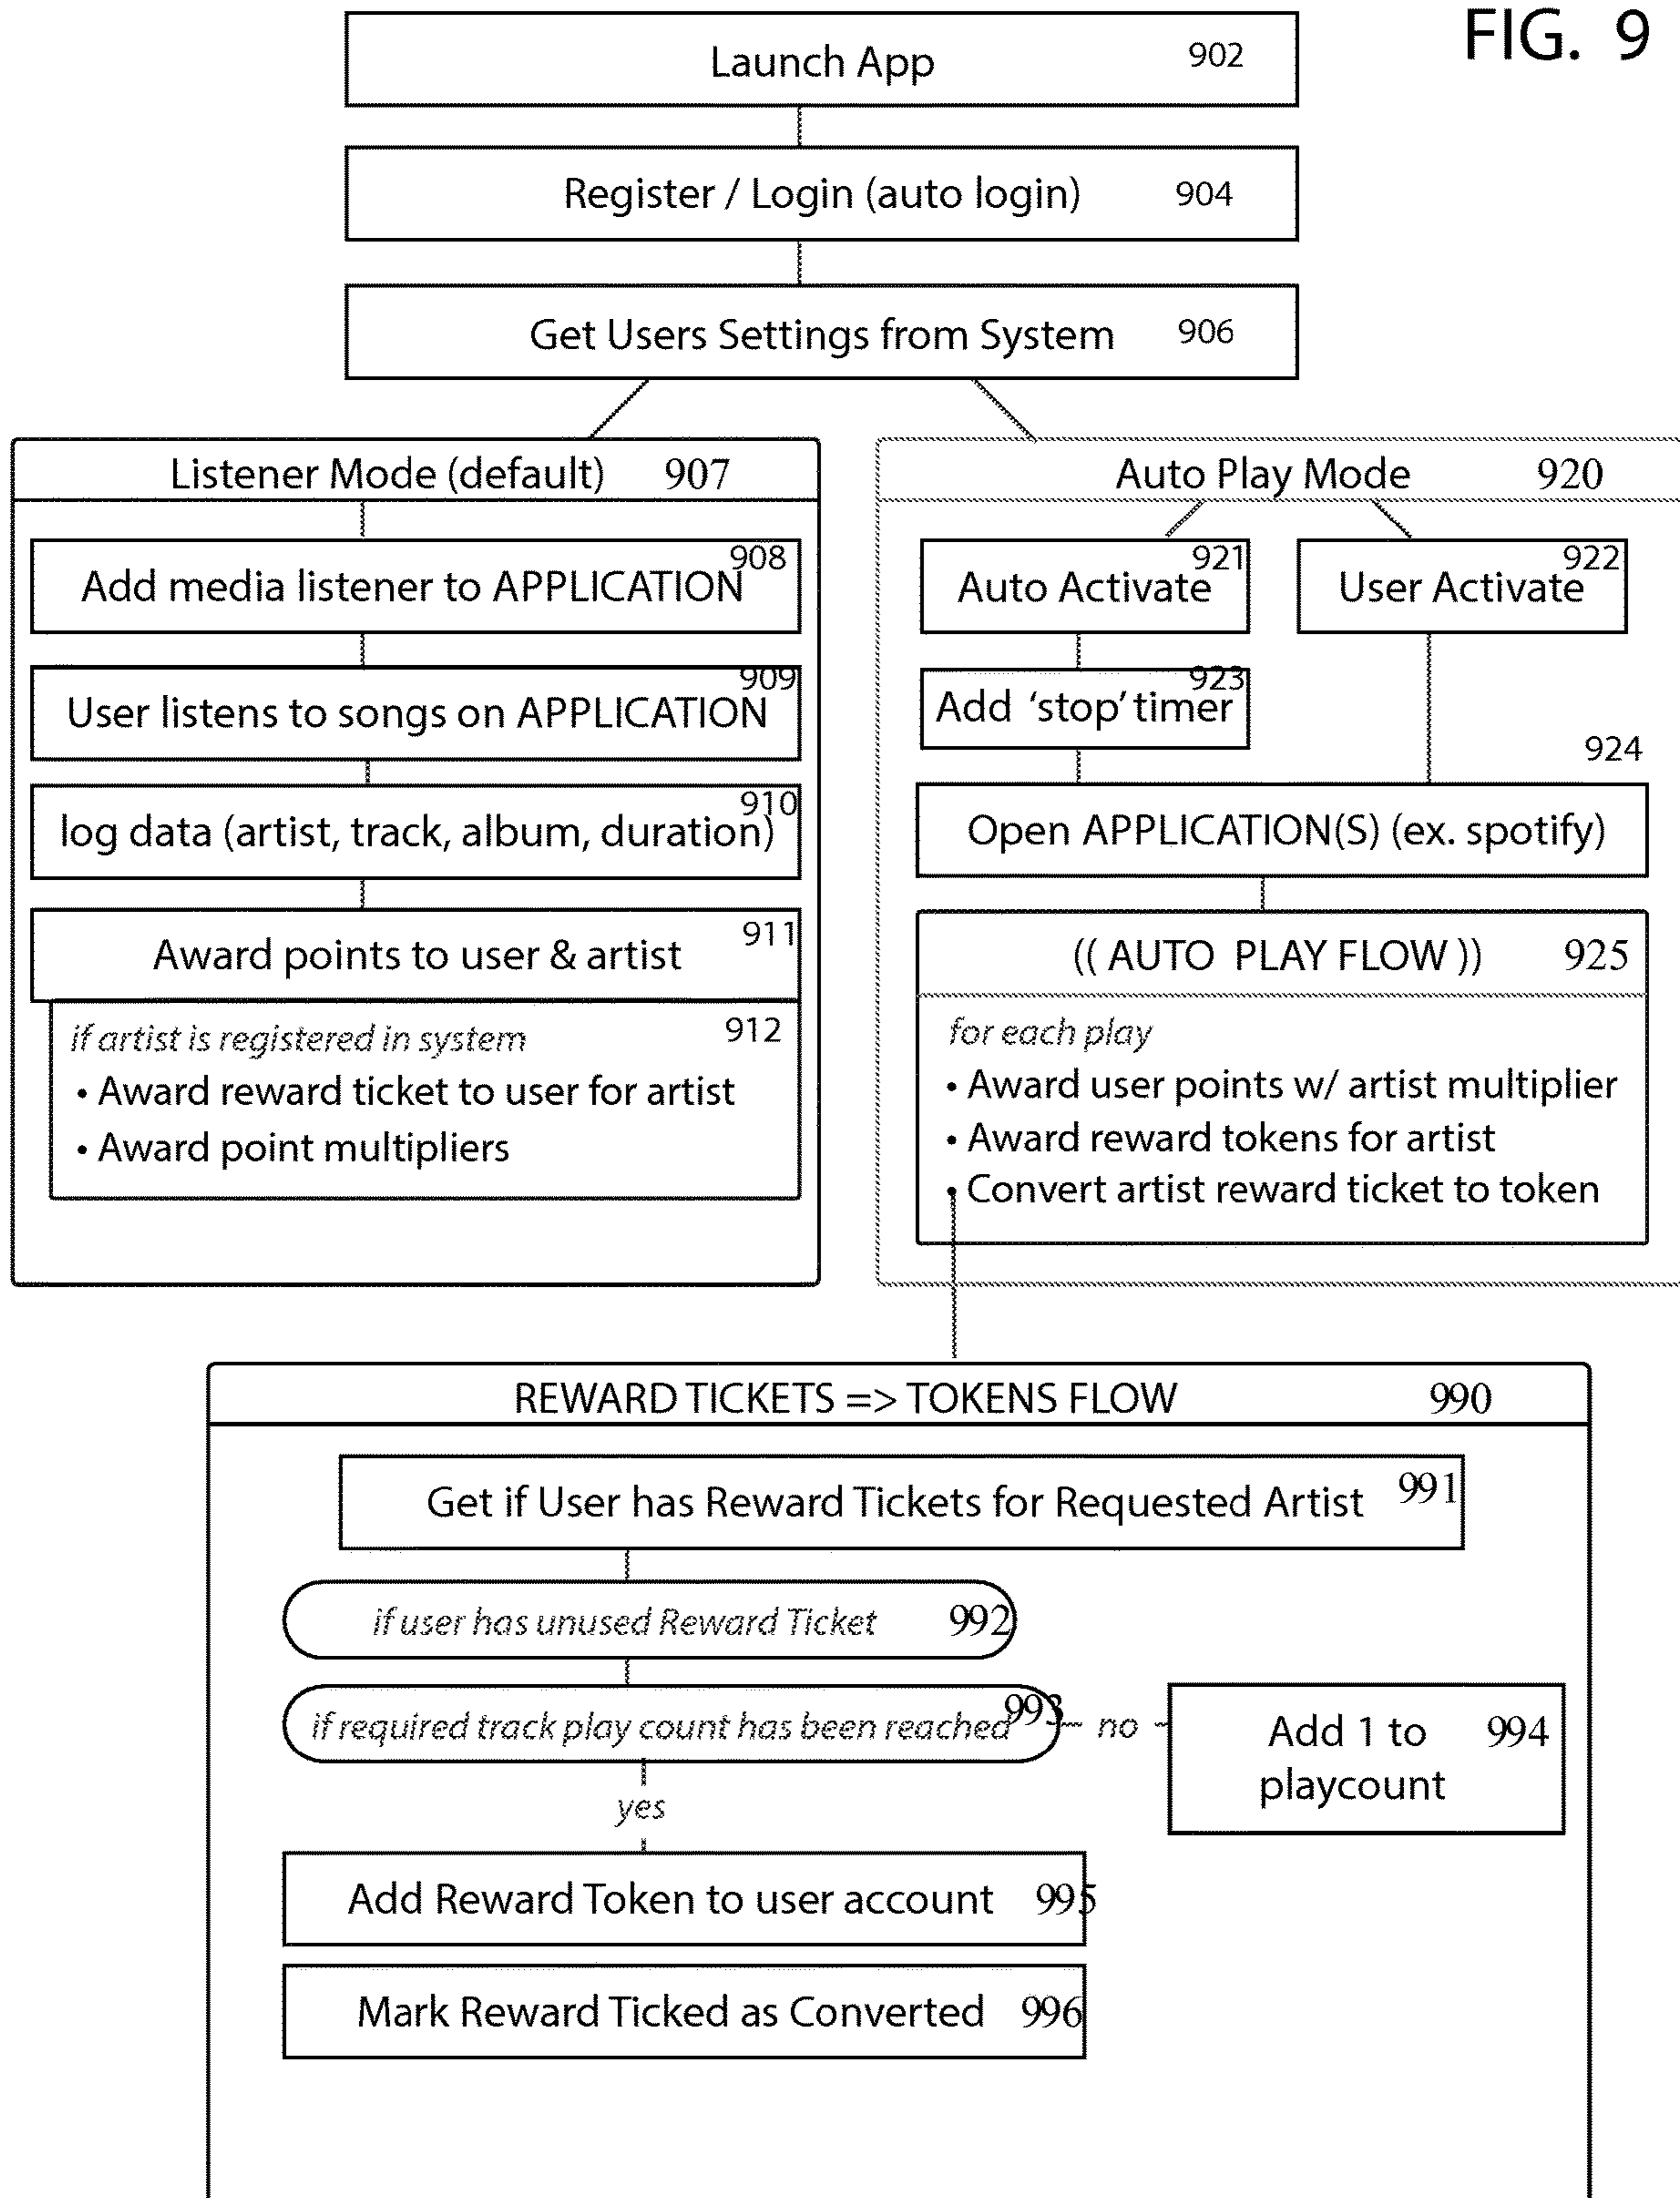 FIG. 9
Launch App 902
Register / Login (auto login) 904
Get Users Settings from System 906
Listener Mode (default) 907
Add media listener to APPLICATION 908
User listens to songs on APPLICATION 909
log data (artist, track, album, duration) 910
Award points to user & artist 911
if artist is registered in system 912
• Award reward ticket to user for artist
• Award point multipliers
Auto Play Mode 920
Auto Activate 921
User Activate 922
Add 'stop' timer 923
924
Open APPLICATION(S) (ex. spotify)
(( AUTO PLAY FLOW )) 925
for each play
• Award user points w/ artist multiplier
• Award reward tokens for artist
• Convert artist reward ticket to token
REWARD TICKETS => TOKENS FLOW 990
Get if User has Reward Tickets for Requested Artist 991
if user has unused Reward Ticket 992
if required track play count has been reached 993
no
Add 1 to 994
playcount
yes
Add Reward Token to user account 995
Mark Reward Ticked as Converted 996